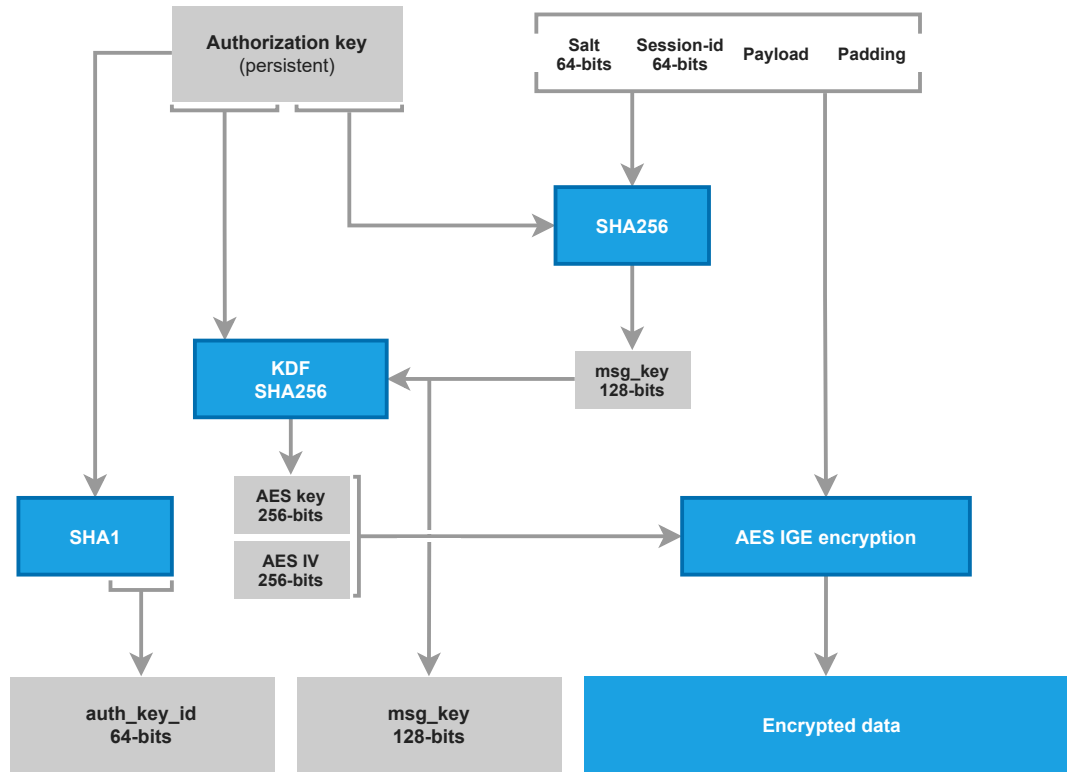 Authorization key
(persistent)
Salt
64-bits
Session-id
64-bits
Payload
Padding
SHA256
KDF
SHA256
msg_key
128-bits
AES key
256-bits
AES IV
256-bits
SHA1
AES IGE encryption
auth_key_id
64-bits
msg_key
128-bits
Encrypted data